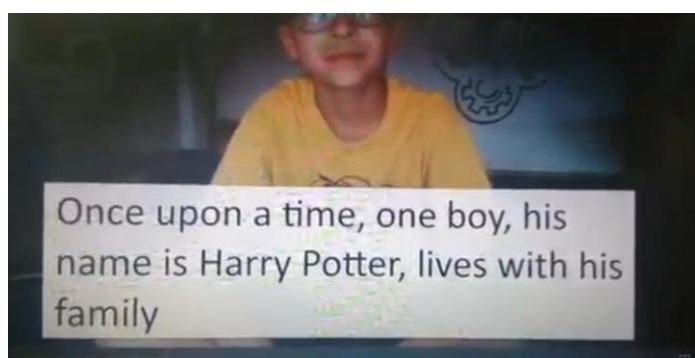 Once upon a time, one boy, his
name is Harry Potter, lives with his
family